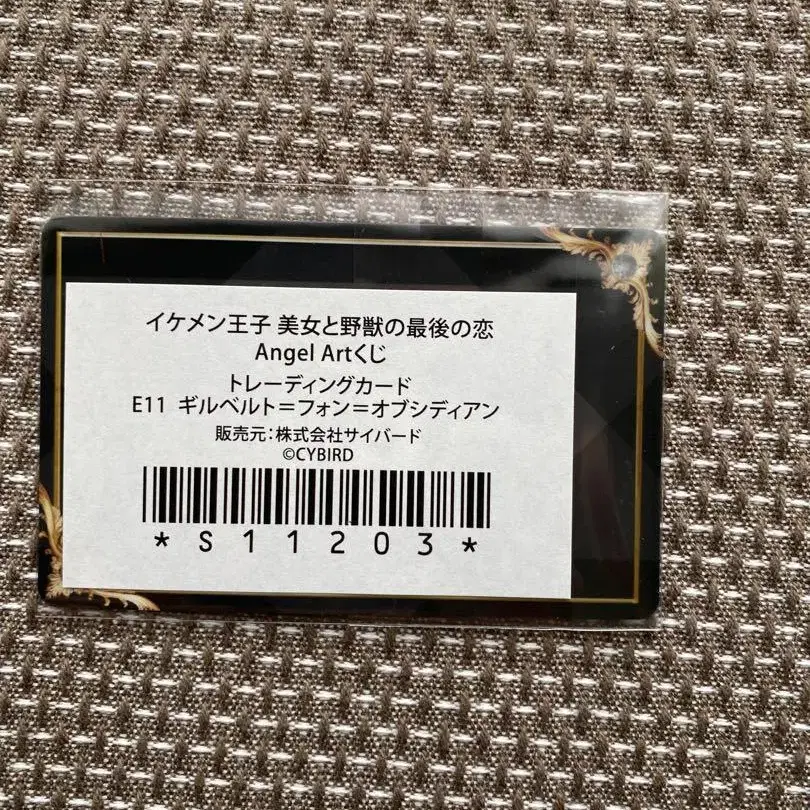 イケメン王子 美女と野獣の最後の恋
Angel Artくじ
トレーディングカード
E11 ギルベルト＝フォン＝オブシディアン
販売元：株式会社サイバード
©CYBIRD
*S11203*